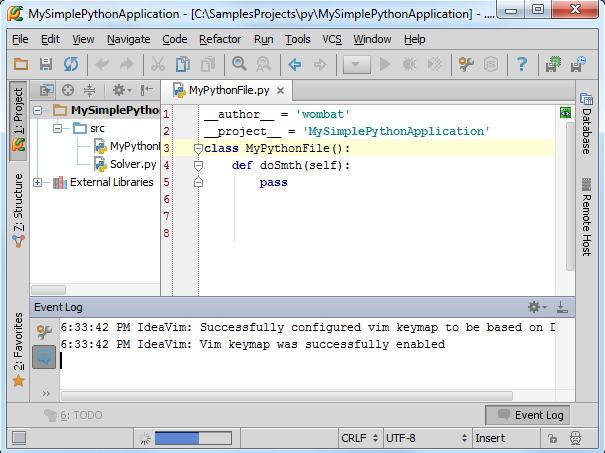 MySimplePythonApplication - [C:\SamplesProjects\py\MySimplePythonApplication] - ....
File Edit View Navigate Code Refactor Run Tools VCS Window Help
MyPythonFile.py
1: Project
MySimplePytho
src
MyPython
Solver.py
External Libraries
7: Structure
2: Favorites
1 __author__ = 'wombat'
2 __project__ = 'MySimplePythonApplication'
3 class MyPythonFile():
4 def doSmth(self):
5 pass
6
7
8
Database
Remote Host
Event Log
6:33:42 PM IdeaVim: Successfully configured vim keymap to be based on D
6:33:42 PM IdeaVim: Vim keymap was successfully enabled
6: TODO
Event Log
CRLF UTF-8 Insert